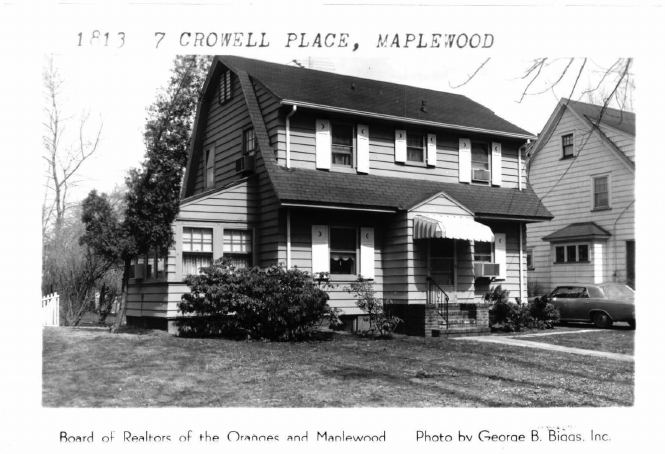 1813 7 CROWELL PLACE, MAPLEWOOD
Board of Realtors of the Oranges and Maplewood Photo by George B. Biggs, Inc.